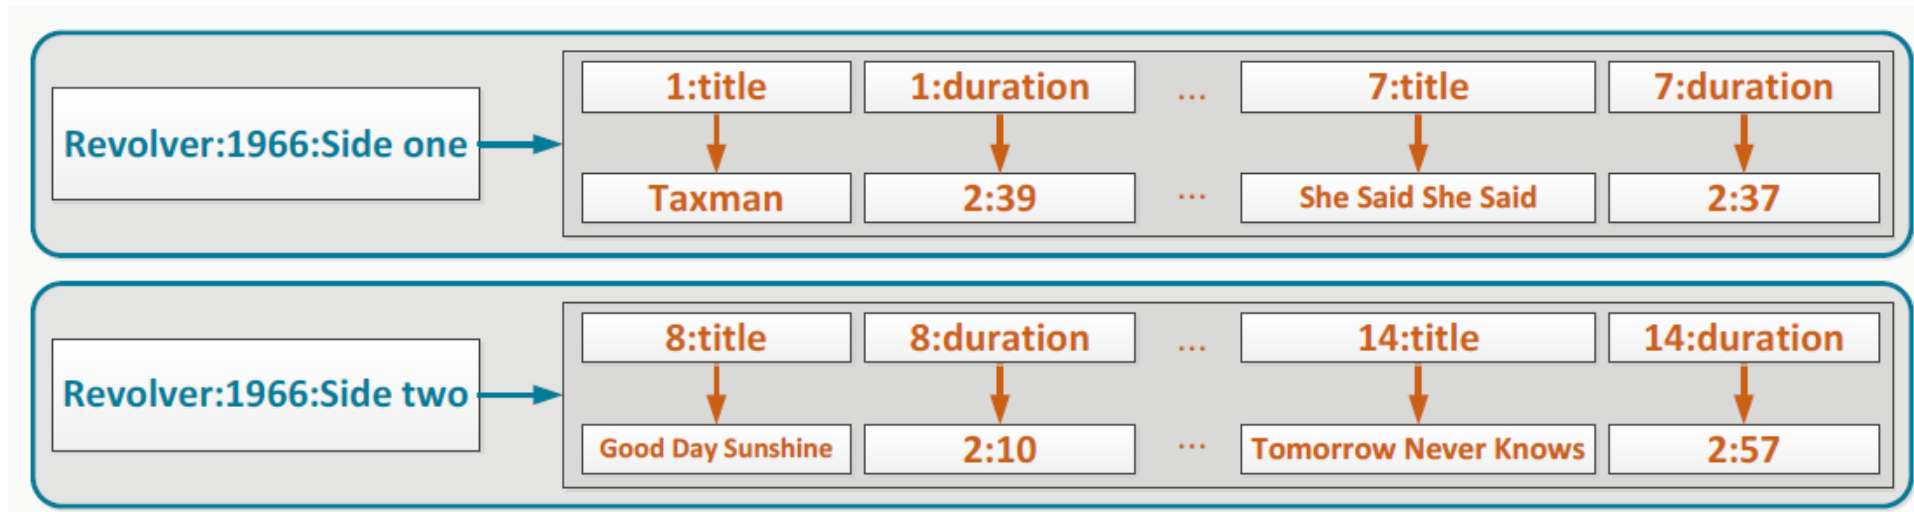 Revolver:1966:Side one
1:title 1:duration ... 7:title 7:duration
Taxman 2:39 ... She Said She Said 2:37
Revolver:1966:Side two
8:title 8:duration ... 14:title 14:duration
Good Day Sunshine 2:10 ... Tomorrow Never Knows 2:57